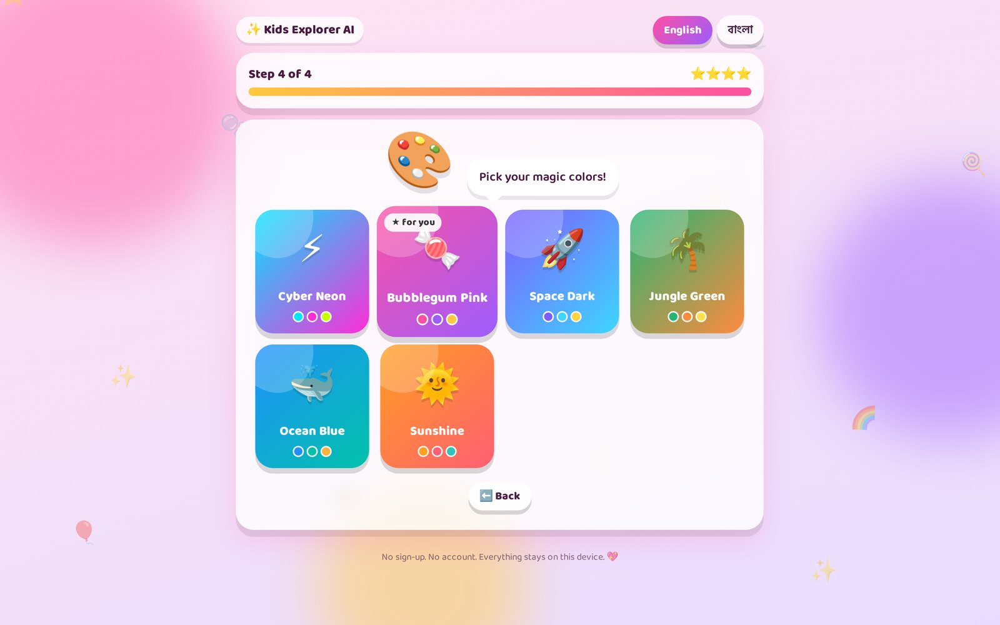 ✨ Kids Explorer AI
English
বাংলা
Step 4 of 4
Pick your magic colors!
★ for you
Cyber Neon
Bubblegum Pink
Space Dark
Jungle Green
Ocean Blue
Sunshine
⬅️ Back
No sign-up. No account. Everything stays on this device. 💖